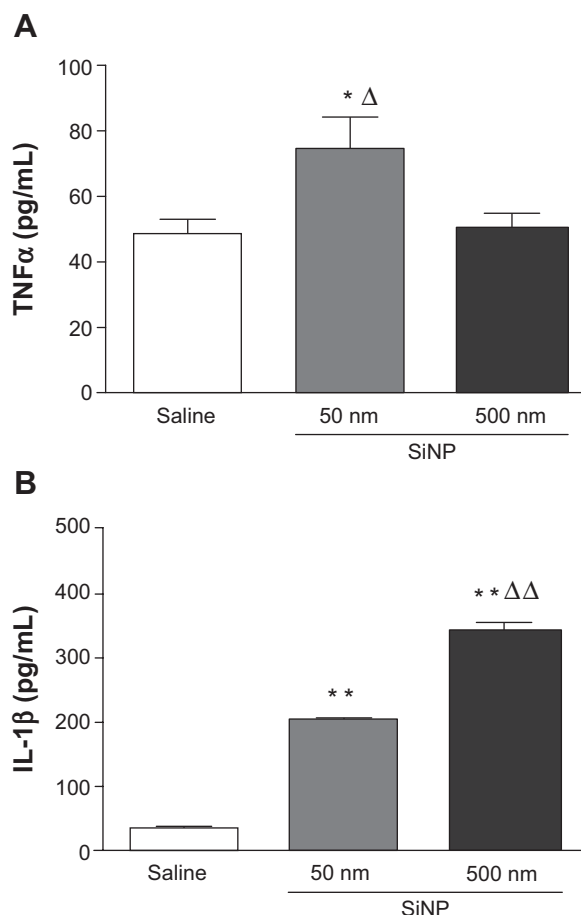 A
TNFα (pg/mL)
100
80
60
40
20
0
* Δ
Saline
50 nm
500 nm
SiNP
B
IL-1β (pg/mL)
500
400
300
200
100
0
* *
* * Δ Δ
Saline
50 nm
500 nm
SiNP